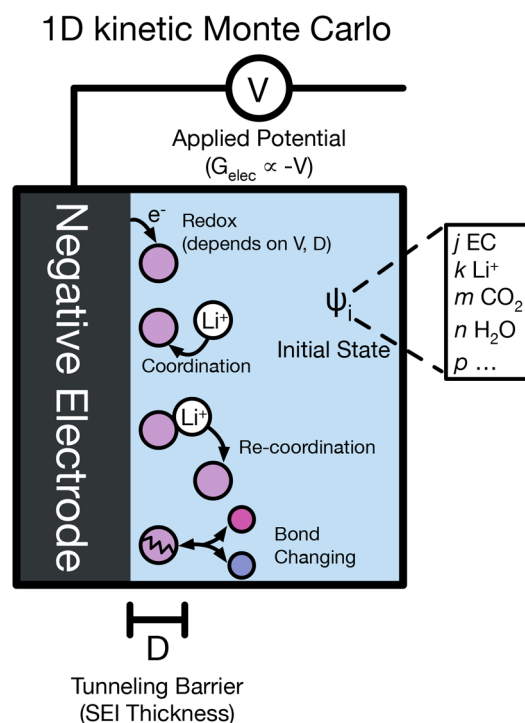 1D kinetic Monte Carlo
V
Applied Potential
(G_elec ∝ -V)
Negative Electrode
e⁻
Redox
(depends on V, D)
Li⁺
Coordination
Li⁺
Re-coordination
Bond
Changing
ψᵢ
Initial State
j EC
k Li⁺
m CO₂
n H₂O
p ...
D
Tunneling Barrier
(SEI Thickness)